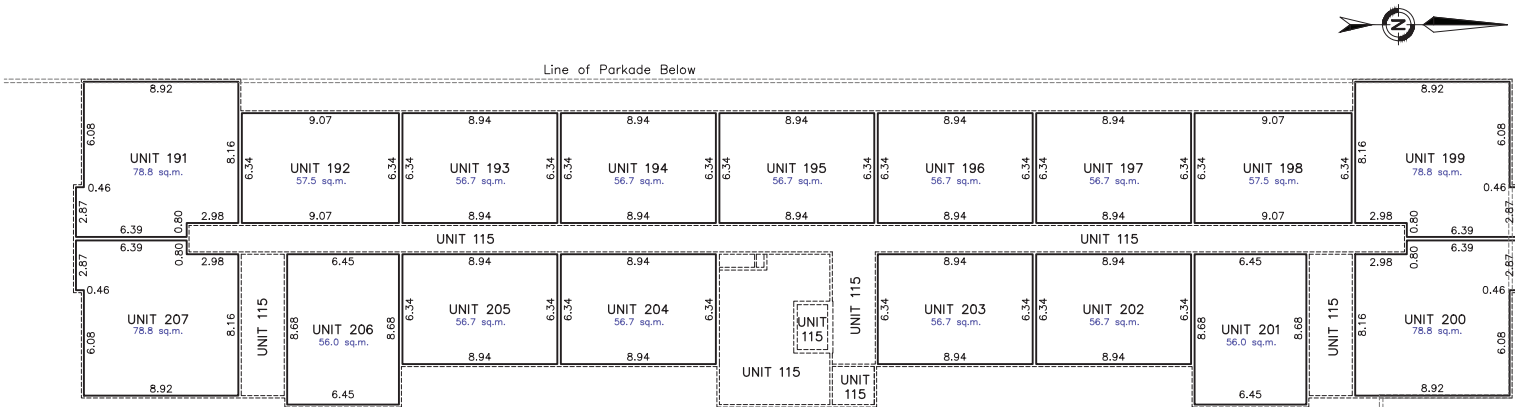 N
Line of Parkade Below
8.92
6.08
8.16
UNIT 191
78.8 sq.m.
0.46
2.87
6.39
0.80
2.98
9.07
6.34
6.34
UNIT 192
57.5 sq.m.
9.07
8.94
6.34
6.34
UNIT 193
56.7 sq.m.
8.94
8.94
6.34
6.34
UNIT 194
56.7 sq.m.
8.94
8.94
6.34
6.34
UNIT 195
56.7 sq.m.
8.94
8.94
6.34
6.34
UNIT 196
56.7 sq.m.
8.94
8.94
6.34
6.34
UNIT 197
56.7 sq.m.
8.94
9.07
6.34
6.34
UNIT 198
57.5 sq.m.
9.07
8.92
8.16
6.08
UNIT 199
78.8 sq.m.
0.46
2.87
2.98
0.80
6.39
UNIT 115
UNIT 115
6.39
0.80
2.98
2.87
0.46
UNIT 207
78.8 sq.m.
6.08
8.16
8.92
UNIT 115
6.45
8.68
8.68
UNIT 206
56.0 sq.m.
6.45
8.94
6.34
6.34
UNIT 205
56.7 sq.m.
8.94
8.94
6.34
6.34
UNIT 204
56.7 sq.m.
8.94
UNIT
115
UNIT 115
UNIT 115
UNIT
115
8.94
6.34
6.34
UNIT 203
56.7 sq.m.
8.94
8.94
6.34
6.34
UNIT 202
56.7 sq.m.
8.94
6.45
8.68
8.68
UNIT 201
56.0 sq.m.
6.45
UNIT 115
6.39
0.80
2.98
2.87
0.46
8.16
UNIT 200
78.8 sq.m.
6.08
8.92